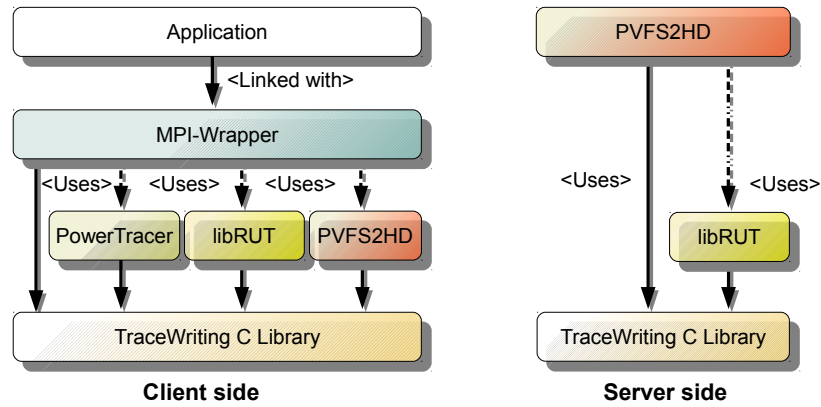 Application
PVFS2HD
<Linked with>
MPI-Wrapper
<Uses> <Uses> <Uses>
<Uses> <Uses>
PowerTracer libRUT PVFS2HD
libRUT
TraceWriting C Library
TraceWriting C Library
Client side
Server side